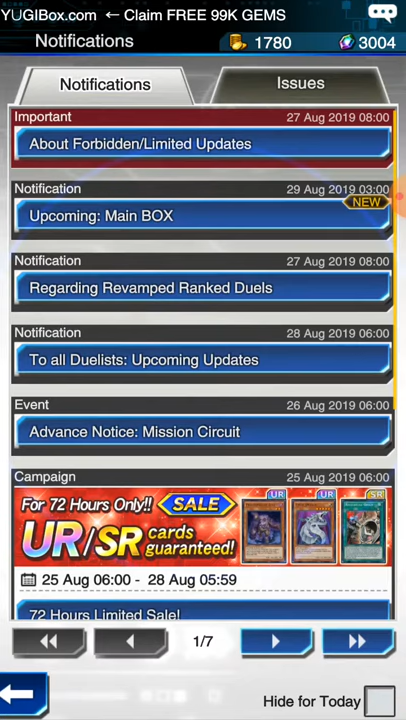 YUGIBox.com ← Claim FREE 99K GEMS
Notifications
1780
3004
Notifications
Issues
Important
27 Aug 2019 08:00
About Forbidden/Limited Updates
Notification
29 Aug 2019 03:00
NEW
Upcoming: Main BOX
Notification
27 Aug 2019 08:00
Regarding Revamped Ranked Duels
Notification
28 Aug 2019 06:00
To all Duelists: Upcoming Updates
Event
26 Aug 2019 06:00
Advance Notice: Mission Circuit
Campaign
25 Aug 2019 06:00
For 72 Hours Only!!
SALE
UR/SR cards guaranteed!
UR
UR
SR
25 Aug 06:00 - 28 Aug 05:59
72 Hours Limited Sale!
1/7
Hide for Today